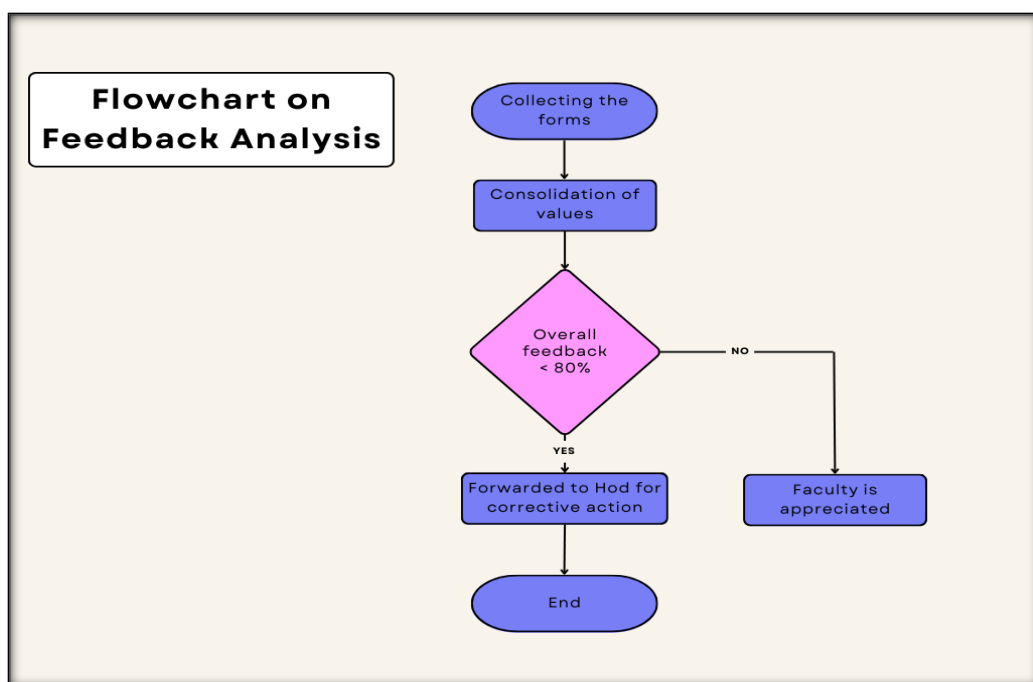 Flowchart on
Feedback Analysis
Collecting the
forms
Consolidation of
values
Overall
feedback
< 80%
NO
YES
Forwarded to Hod for
corrective action
Faculty is
appreciated
End